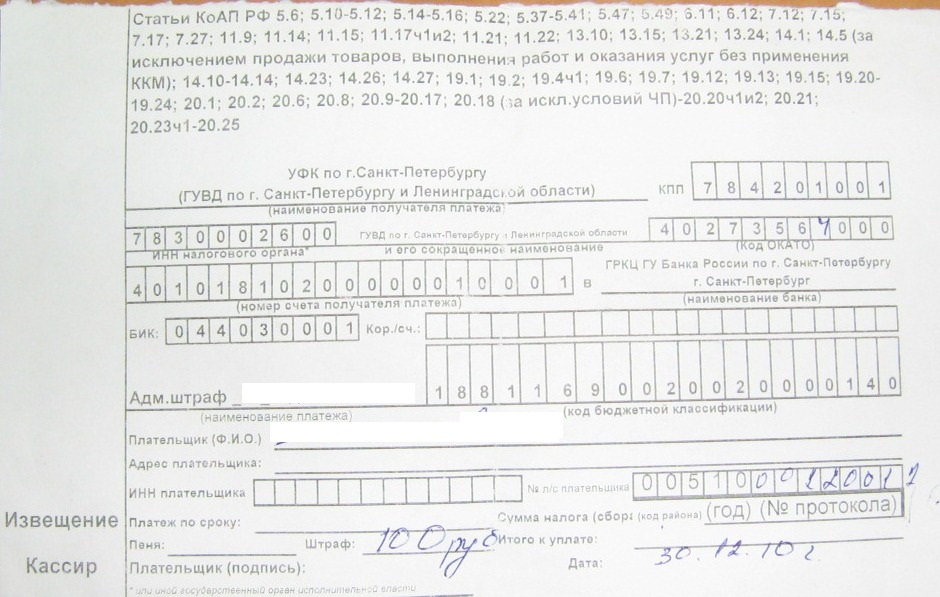 Статьи КоАП РФ 5.6; 5.10-5.12; 5.14-5.16; 5.22; 5.37-5.41; 5.47; 5.49; 6.11; 6.12; 7.12; 7.15;
7.17; 7.27; 11.9; 11.14; 11.15; 11.17ч1и2; 11.21; 11.22; 13.10; 13.15; 13.21; 13.24; 14.1; 14.5 (за
исключением продажи товаров, выполнения работ и оказания услуг без применения
ККМ); 14.10-14.14; 14.23; 14.26; 14.27; 19.1; 19.2; 19.4ч1; 19.6; 19.7; 19.12; 19.13; 19.15; 19.20-
19.24; 20.1; 20.2; 20.6; 20.8; 20.9-20.17; 20.18 (за искл.условий ЧП)-20.20ч1и2; 20.21;
20.23ч1-20.25
УФК по г.Санкт-Петербургу
(ГУВД по г. Санкт-Петербургу и Ленинградской области) КПП 784201001
(наименование получателя платежа)
7830002600 ГУВД по г. Санкт-Петербургу и Ленинградской области 40273567000
ИНН налогового органа* и его сокращенное наименование (Код ОКАТО)
40101810200000010001 в ГРКЦ ГУ Банка России по г. Санкт-Петербургу
г. Санкт-Петербург
(номер счета получателя платежа) (наименование банка)
БИК: 044030001 Кор./сч.:
Адм.штраф 18811690020020000140
(наименование платежа) (код бюджетной классификации)
Плательщик (Ф.И.О.)
Адрес плательщика:
ИНН плательщика № л/с плательщика 00510
Извещение Платеж по сроку: Сумма налога (сбора (код района) (год) (№ протокола)
Пеня: Штраф: 100 руб Итого к уплате:
Кассир Плательщик (подпись): Дата: 30.12.10 г.
* или иной государственный орган исполнительной власти